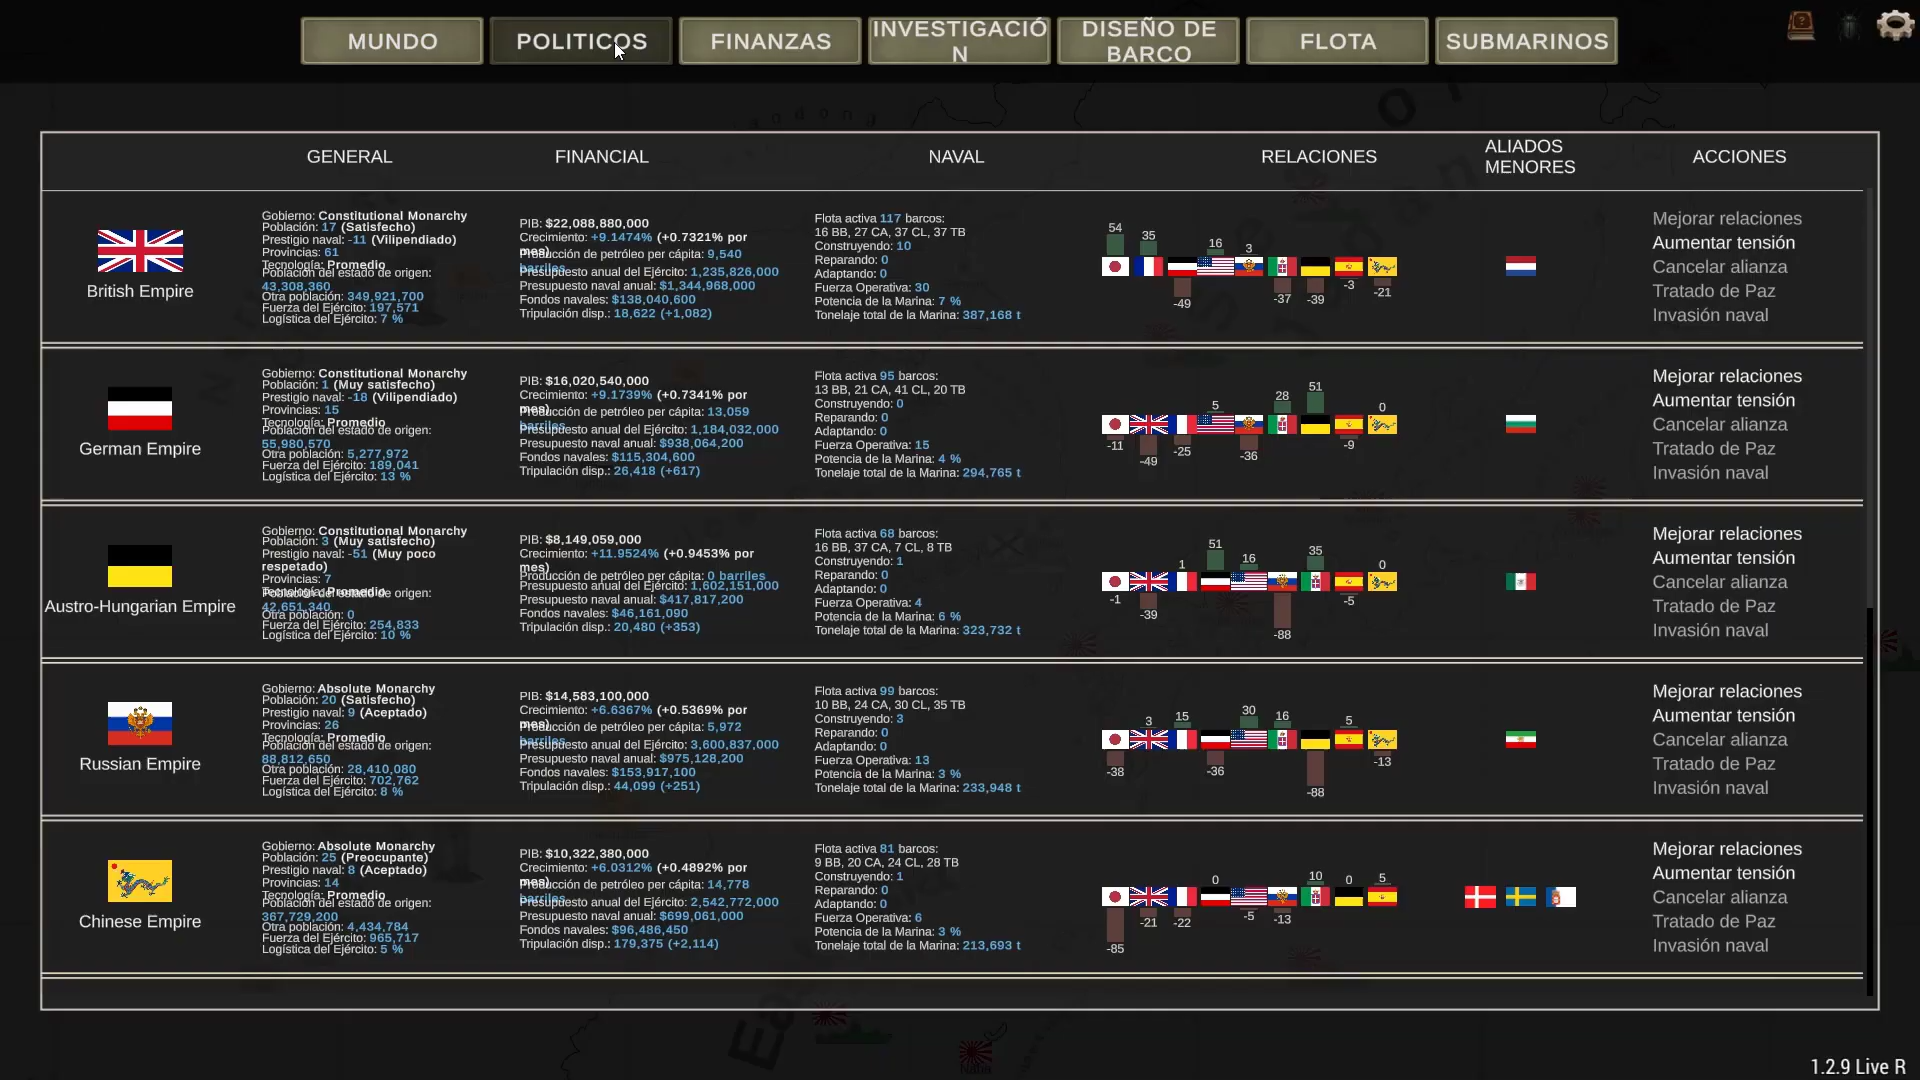 MUNDO
POLITICOS
FINANZAS
INVESTIGACIÓ
N
DISEÑO DE
BARCO
FLOTA
SUBMARINOS
GENERAL
FINANCIAL
NAVAL
RELACIONES
ALIADOS
MENORES
ACCIONES
British Empire
Gobierno: Constitutional Monarchy
Población: 17 (Satisfecho)
Prestigio naval: -11 (Vilipendiado)
Provincias: 61
Tecnología: Promedio
Población del estado de origen:
43,308,360
Otra población: 349,921,700
Fuerza del Ejército: 197,571
Logística del Ejército: 7 %
PIB: $22,088,880,000
Crecimiento: +9.1474% (+0.7321% por
mes)
Producción de petróleo per cápita: 9,540
barriles
Presupuesto anual del Ejército: 1,235,826,000
Presupuesto naval anual: $1,344,968,000
Fondos navales: $138,040,600
Tripulación disp.: 18,622 (+1,082)
Flota activa 117 barcos:
16 BB, 27 CA, 37 CL, 37 TB
Construyendo: 10
Reparando: 0
Adaptando: 0
Fuerza Operativa: 30
Potencia de la Marina: 7 %
Tonelaje total de la Marina: 387,168 t
54 35 16 3
-49 -37 -39 -3 -21
Mejorar relaciones
Aumentar tensión
Cancelar alianza
Tratado de Paz
Invasión naval
German Empire
Gobierno: Constitutional Monarchy
Población: 1 (Muy satisfecho)
Prestigio naval: -18 (Vilipendiado)
Provincias: 15
Tecnología: Promedio
Población del estado de origen:
55,980,570
Otra población: 5,277,972
Fuerza del Ejército: 189,041
Logística del Ejército: 13 %
PIB: $16,020,540,000
Crecimiento: +9.1739% (+0.7341% por
mes)
Producción de petróleo per cápita: 13,059
barriles
Presupuesto anual del Ejército: 1,184,032,000
Presupuesto naval anual: $938,064,200
Fondos navales: $115,304,600
Tripulación disp.: 26,418 (+617)
Flota activa 95 barcos:
13 BB, 21 CA, 41 CL, 20 TB
Construyendo: 0
Reparando: 0
Adaptando: 0
Fuerza Operativa: 15
Potencia de la Marina: 4 %
Tonelaje total de la Marina: 294,765 t
5 28 51 0
-11 -49 -25 -36 -9
Mejorar relaciones
Aumentar tensión
Cancelar alianza
Tratado de Paz
Invasión naval
Austro-Hungarian Empire
Gobierno: Constitutional Monarchy
Población: 3 (Muy satisfecho)
Prestigio naval: -51 (Muy poco
respetado)
Provincias: 7
Tecnología: Promedio
Población del estado de origen:
42,651,340
Otra población: 0
Fuerza del Ejército: 254,833
Logística del Ejército: 10 %
PIB: $8,149,059,000
Crecimiento: +11.9524% (+0.9453% por
mes)
Producción de petróleo per cápita: 0 barriles
Presupuesto anual del Ejército: 1,602,151,000
Presupuesto naval anual: $417,817,200
Fondos navales: $46,161,090
Tripulación disp.: 20,480 (+353)
Flota activa 68 barcos:
16 BB, 37 CA, 7 CL, 8 TB
Construyendo: 1
Reparando: 0
Adaptando: 0
Fuerza Operativa: 4
Potencia de la Marina: 6 %
Tonelaje total de la Marina: 323,732 t
1 51 16 35 0
-1 -39 -88 -5
Mejorar relaciones
Aumentar tensión
Cancelar alianza
Tratado de Paz
Invasión naval
Russian Empire
Gobierno: Absolute Monarchy
Población: 20 (Satisfecho)
Prestigio naval: 9 (Aceptado)
Provincias: 26
Tecnología: Promedio
Población del estado de origen:
88,812,650
Otra población: 28,410,080
Fuerza del Ejército: 702,762
Logística del Ejército: 8 %
PIB: $14,583,100,000
Crecimiento: +6.6367% (+0.5369% por
mes)
Producción de petróleo per cápita: 5,972
barriles
Presupuesto anual del Ejército: 3,600,837,000
Presupuesto naval anual: $975,128,200
Fondos navales: $153,917,100
Tripulación disp.: 44,099 (+251)
Flota activa 99 barcos:
10 BB, 24 CA, 30 CL, 35 TB
Construyendo: 3
Reparando: 0
Adaptando: 0
Fuerza Operativa: 13
Potencia de la Marina: 3 %
Tonelaje total de la Marina: 233,948 t
3 15 30 16 5
-38 -36 -88 -13
Mejorar relaciones
Aumentar tensión
Cancelar alianza
Tratado de Paz
Invasión naval
Chinese Empire
Gobierno: Absolute Monarchy
Población: 25 (Preocupante)
Prestigio naval: 8 (Aceptado)
Provincias: 14
Tecnología: Promedio
Población del estado de origen:
367,729,200
Otra población: 4,434,784
Fuerza del Ejército: 965,717
Logística del Ejército: 5 %
PIB: $10,322,380,000
Crecimiento: +6.0312% (+0.4892% por
mes)
Producción de petróleo per cápita: 14,778
barriles
Presupuesto anual del Ejército: 2,542,772,000
Presupuesto naval anual: $699,061,000
Fondos navales: $96,486,450
Tripulación disp.: 179,375 (+2,114)
Flota activa 81 barcos:
9 BB, 20 CA, 24 CL, 28 TB
Construyendo: 1
Reparando: 0
Adaptando: 0
Fuerza Operativa: 6
Potencia de la Marina: 3 %
Tonelaje total de la Marina: 213,693 t
0 10 0 5
-85 -21 -22 -5 -13
Mejorar relaciones
Aumentar tensión
Cancelar alianza
Tratado de Paz
Invasión naval
1.2.9 Live R